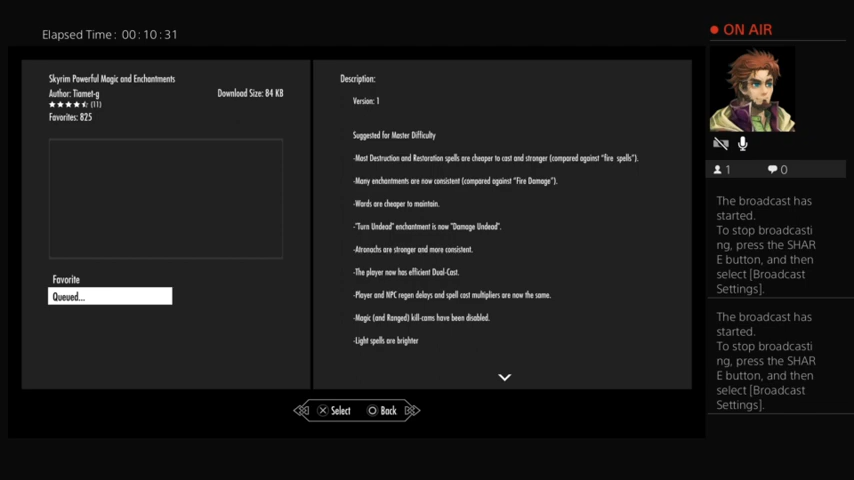 Elapsed Time: 00:10:31
ON AIR
Skyrim Powerful Magic and Enchantments
Author: Tiamet-g
Download Size: 84 KB
(11)
Favorites: 825
Favorite
Queued...
Description:
Version: 1
Suggested for Master Difficulty
-Most Destruction and Restoration spells are cheaper to cast and stronger (compared against "fire spells").
-Many enchantments are now consistent (compared against "Fire Damage").
-Wards are cheaper to maintain.
-"Turn Undead" enchantment is now "Damage Undead".
-Atronachs are stronger and more consistent.
-The player now has efficient Dual-Cast.
-Player and NPC regen delays and spell cast multipliers are now the same.
-Magic (and Ranged) kill-cams have been disabled.
-Light spells are brighter
Select
Back
1
0
The broadcast has
started.
To stop broadcasti
ng, press the SHAR
E button, and then
select [Broadcast
Settings].
The broadcast has
started.
To stop broadcasti
ng, press the SHAR
E button, and then
select [Broadcast
Settings].